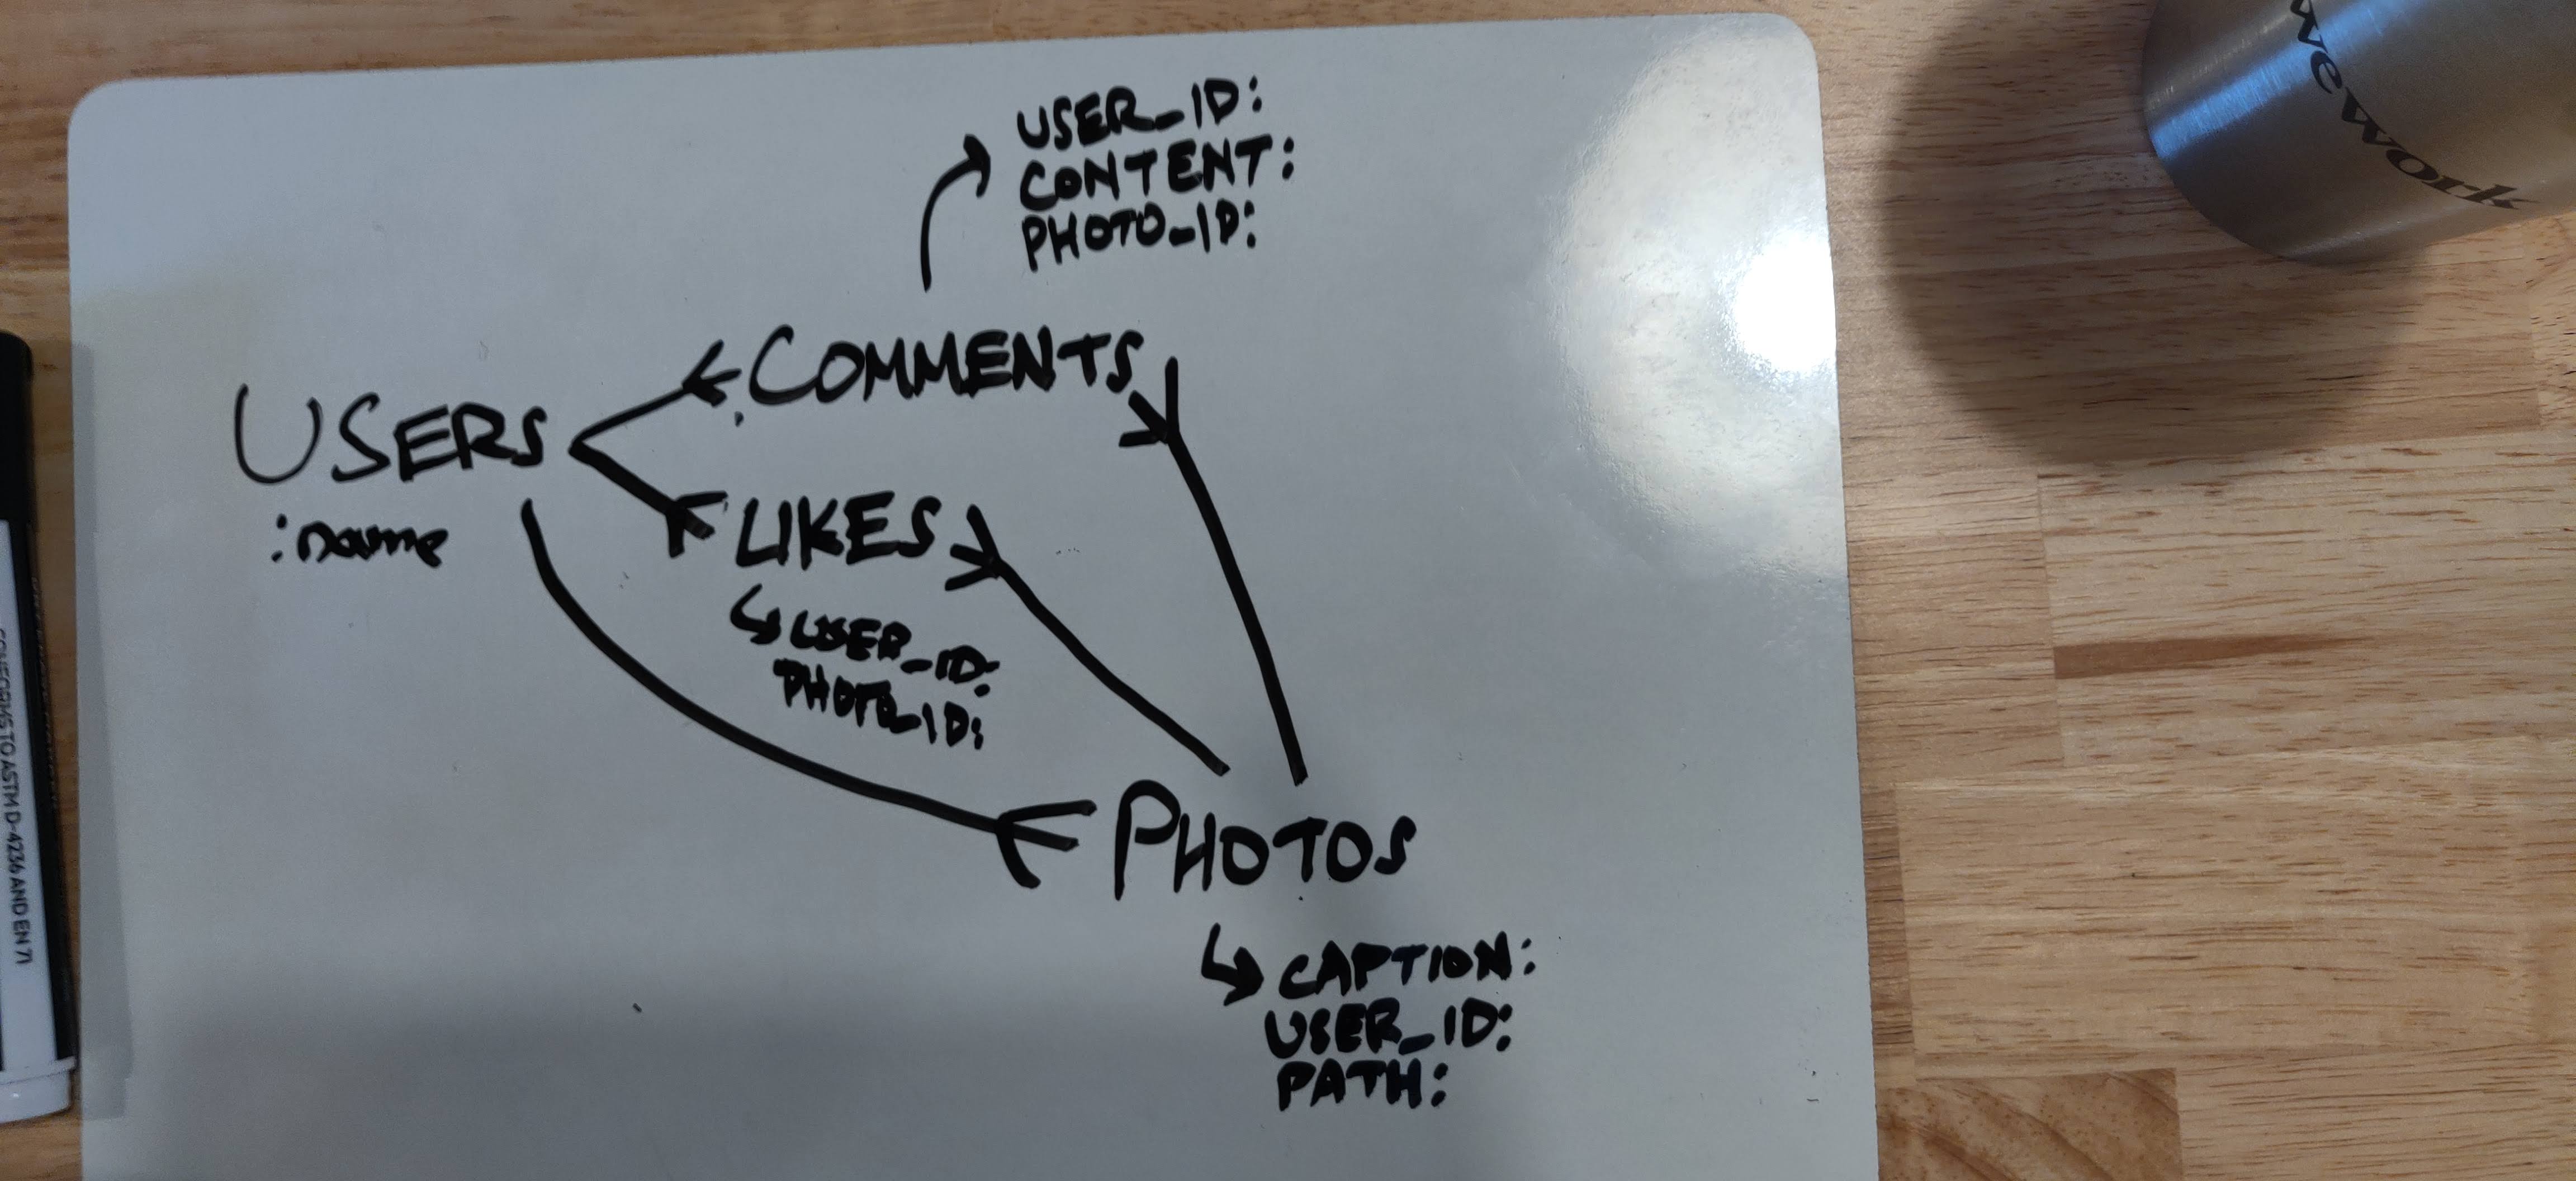 USER_ID:
CONTENT:
PHOTO_ID:
COMMENTS
USERS
:name
LIKES
USER_ID:
PHOTO_ID:
PHOTOS
CAPTION:
USER_ID:
PATH:
wework
CONFORMS TO ASTM D-4236 AND EN 71